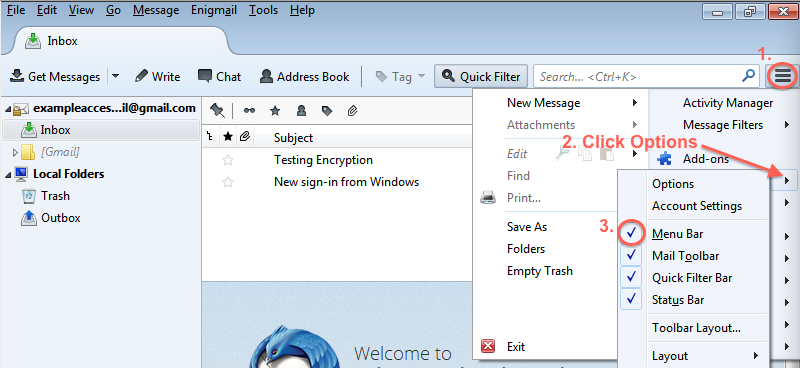 File Edit View Go Message Enigmail Tools Help
Inbox
1.
Get Messages Write Chat Address Book Tag Quick Filter Search... <Ctrl+K>
exampleacces...il@gmail.com
Inbox
[Gmail]
Local Folders
Trash
Outbox
Subject
Testing Encryption
New sign-in from Windows
New Message
Attachments
Edit
Find
Print...
Save As
Folders
Empty Trash
Exit
Activity Manager
Message Filters
2. Click Options
Add-ons
Options
Account Settings
3.
Menu Bar
Mail Toolbar
Quick Filter Bar
Status Bar
Toolbar Layout...
Layout
Welcome to